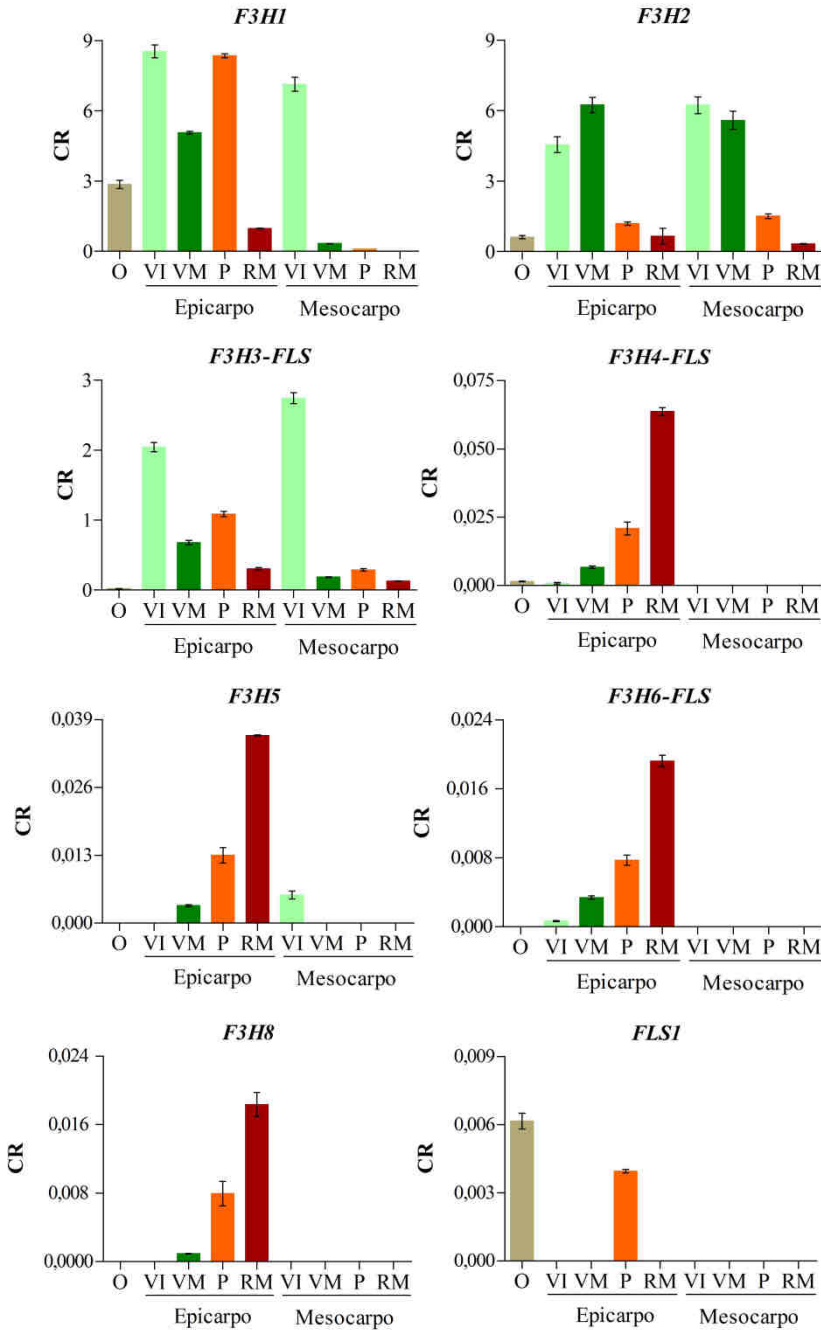 F3H1
9
6
3
0
CR
O VI VM P RM VI VM P RM
Epicarpo Mesocarpo
F3H2
9
6
3
0
CR
O VI VM P RM VI VM P RM
Epicarpo Mesocarpo
F3H3-FLS
3
2
1
0
CR
O VI VM P RM VI VM P RM
Epicarpo Mesocarpo
F3H4-FLS
0,075
0,050
0,025
0,000
CR
O VI VM P RM VI VM P RM
Epicarpo Mesocarpo
F3H5
0,039
0,026
0,013
0,000
CR
O VI VM P RM VI VM P RM
Epicarpo Mesocarpo
F3H6-FLS
0,024
0,016
0,008
0,000
CR
O VI VM P RM VI VM P RM
Epicarpo Mesocarpo
F3H8
0,024
0,016
0,008
0,0000
CR
O VI VM P RM VI VM P RM
Epicarpo Mesocarpo
FLS1
0,009
0,006
0,003
0,000
CR
O VI VM P RM VI VM P RM
Epicarpo Mesocarpo